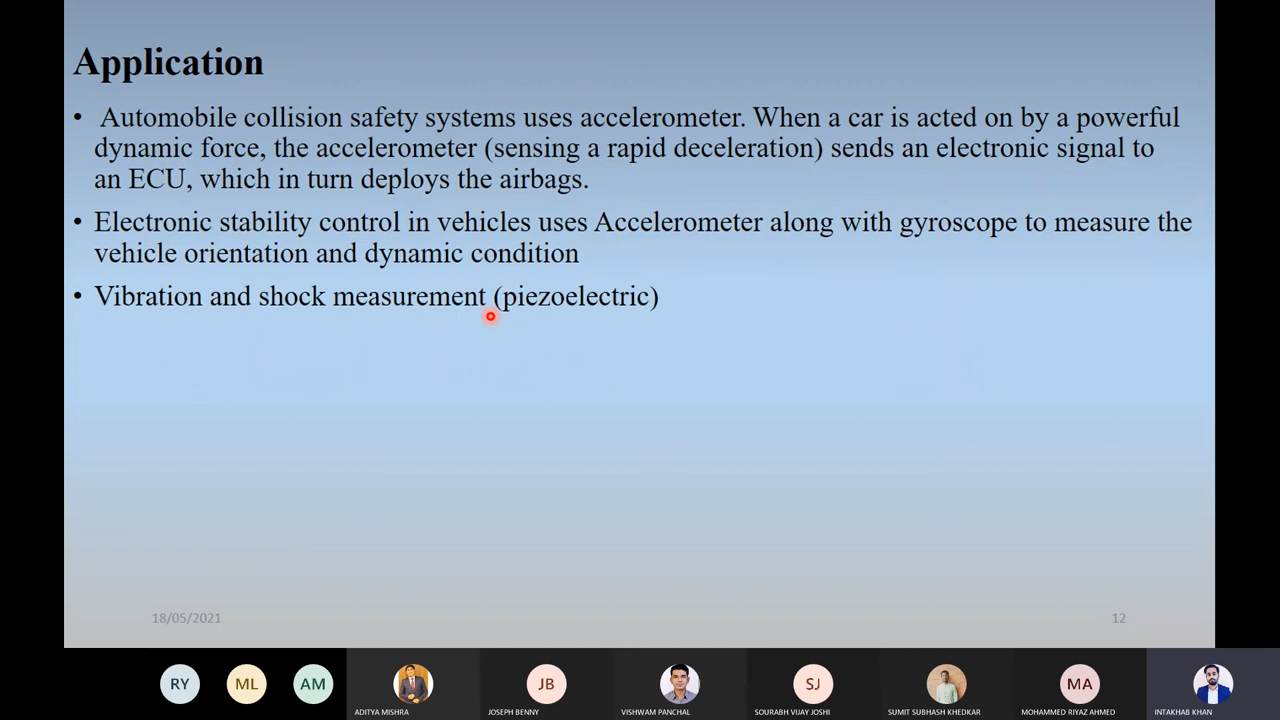 Application
• Automobile collision safety systems uses accelerometer. When a car is acted on by a powerful
dynamic force, the accelerometer (sensing a rapid deceleration) sends an electronic signal to
an ECU, which in turn deploys the airbags.
• Electronic stability control in vehicles uses Accelerometer along with gyroscope to measure the
vehicle orientation and dynamic condition
• Vibration and shock measurement (piezoelectric)
18/05/2021
12
RY
ML
AM
JB
SJ
MA
ADITYA MISHRA
JOSEPH BENNY
VISHWAM PANCHAL
SOURABH VIJAY JOSHI
SUMIT SUBHASH KHEDKAR
MOHAMMED RIYAZ AHMED
INTAKHAB KHAN